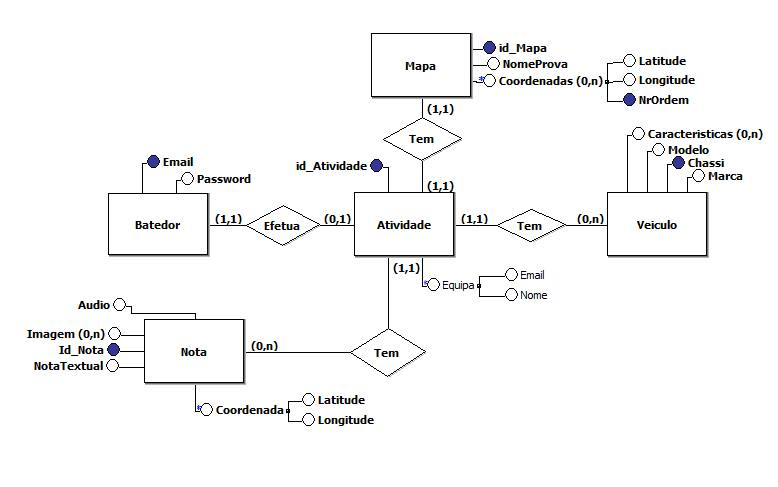 id_Mapa
Mapa
NomeProva
* Coordenadas (0,n)
Latitude
Longitude
NrOrdem
(1,1)
Tem
(1,1)
id_Atividade
Email
Password
Batedor
(1,1)
Efetua
(0,1)
Atividade
(1,1)
Tem
(0,n)
Caracteristicas (0,n)
Modelo
Chassi
Marca
Veiculo
(1,1)
* Equipa
Email
Nome
Audio
Imagem (0,n)
Id_Nota
NotaTextual
Nota
(0,n)
Tem
* Coordenada
Latitude
Longitude